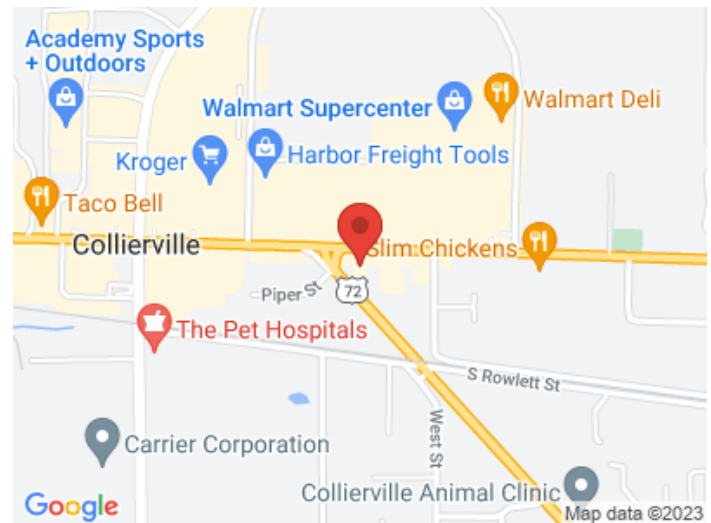 Academy Sports
+ Outdoors
Walmart Supercenter
Walmart Deli
Kroger
Harbor Freight Tools
Taco Bell
Collierville
Slim Chickens
Piper St
72
The Pet Hospitals
S Rowlett St
West St
Carrier Corporation
Collierville Animal Clinic
Google
Map data ©2023